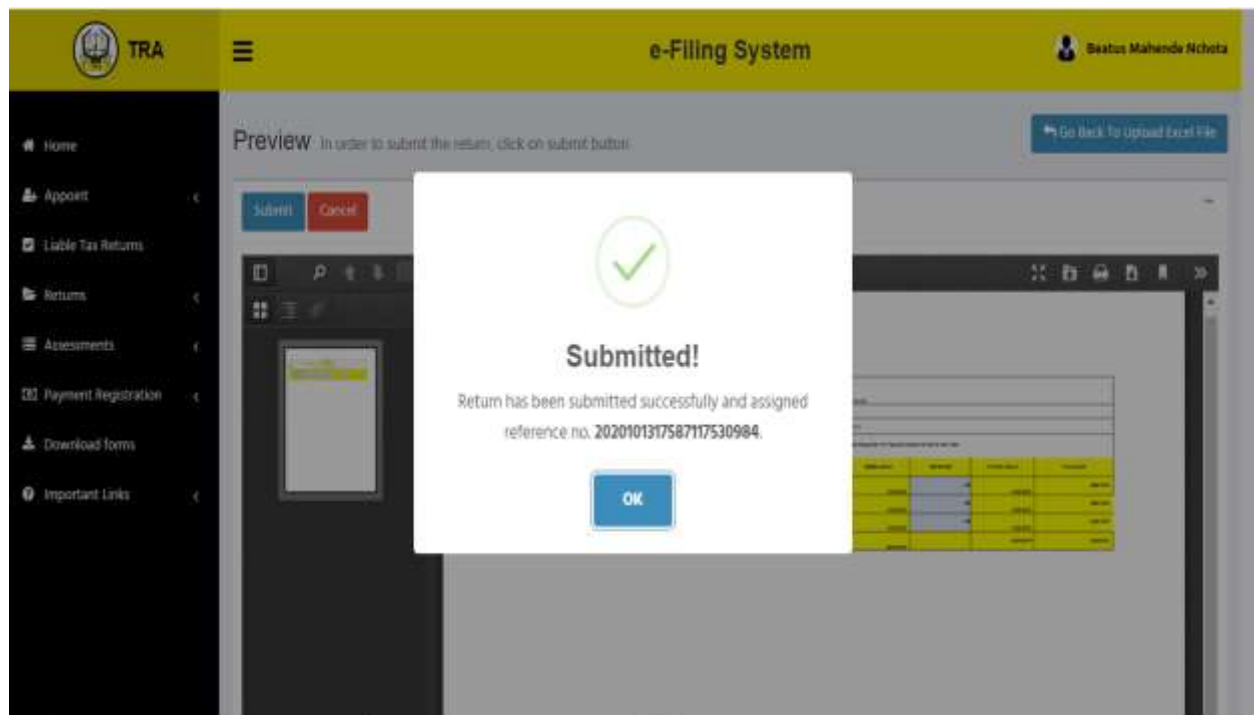 TRA
e-Filing System
Beatus Mahende Nchota
Home
Appoint
Liable Tax Returns
Returns
Assessments
Payment Registration
Download forms
Important Links
Preview In order to submit the return, click on submit button
Go Back To Upload Excel File
Submit
Cancel
Submitted!
Return has been submitted successfully and assigned
reference no. 2020101317587117530984.
OK